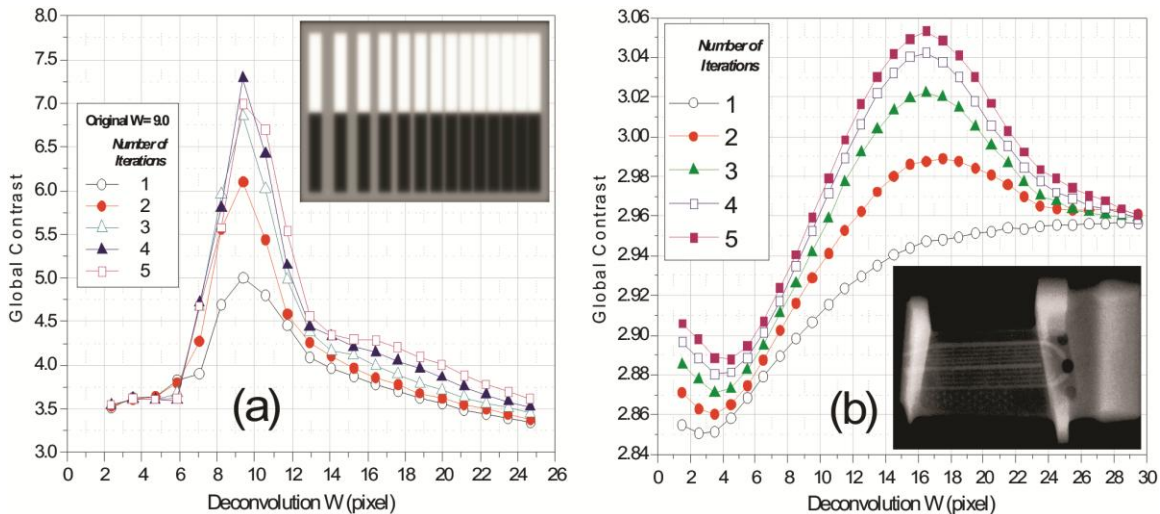 8.0
7.5
7.0
6.5
6.0
5.5
5.0
4.5
4.0
3.5
3.0
Global Contrast
Original W= 9.0
Number of
Iterations
1
2
3
4
5
(a)
0 2 4 6 8 10 12 14 16 18 20 22 24 26
Deconvolution W (pixel)
3.06
3.04
3.02
3.00
2.98
2.96
2.94
2.92
2.90
2.88
2.86
2.84
Global Contrast
(b)
Number of
Iterations
1
2
3
4
5
0 2 4 6 8 10 12 14 16 18 20 22 24 26 28 30
Deconvolution W (pixel)